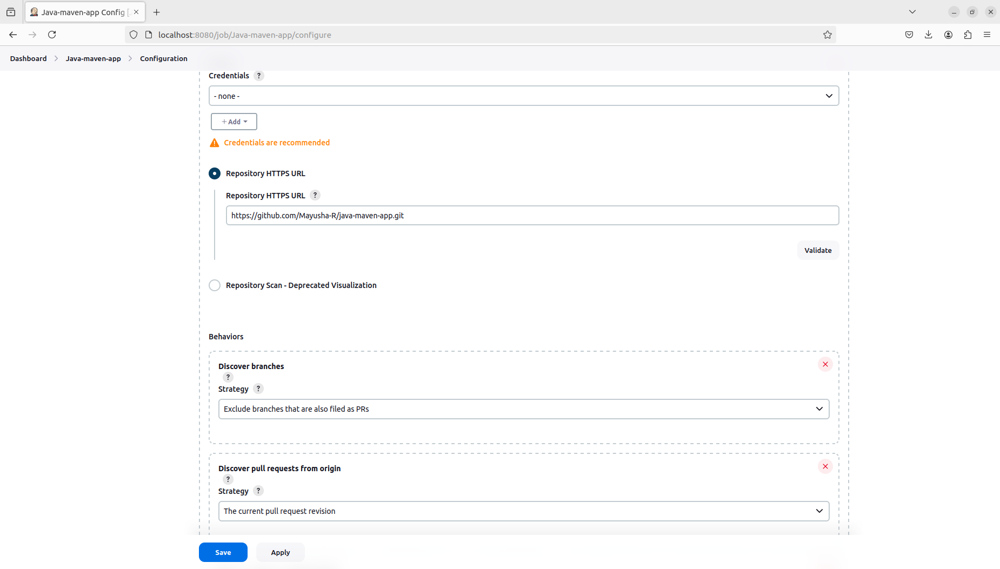 Java-maven-app Config [
localhost:8080/job/Java-maven-app/configure
Dashboard Java-maven-app Configuration
Credentials ?
- none -
+ Add
Credentials are recommended
Repository HTTPS URL
Repository HTTPS URL ?
https://github.com/Mayusha-R/java-maven-app.git
Validate
Repository Scan - Deprecated Visualization
Behaviors
Discover branches
?
Strategy ?
Exclude branches that are also filed as PRs
Discover pull requests from origin
?
Strategy ?
The current pull request revision
Save Apply